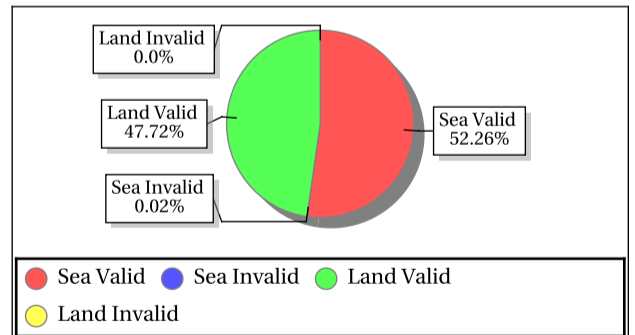 Land Invalid
0.0%
Land Valid
47.72%
Sea Valid
52.26%
Sea Invalid
0.02%
Sea Valid Sea Invalid Land Valid
Land Invalid